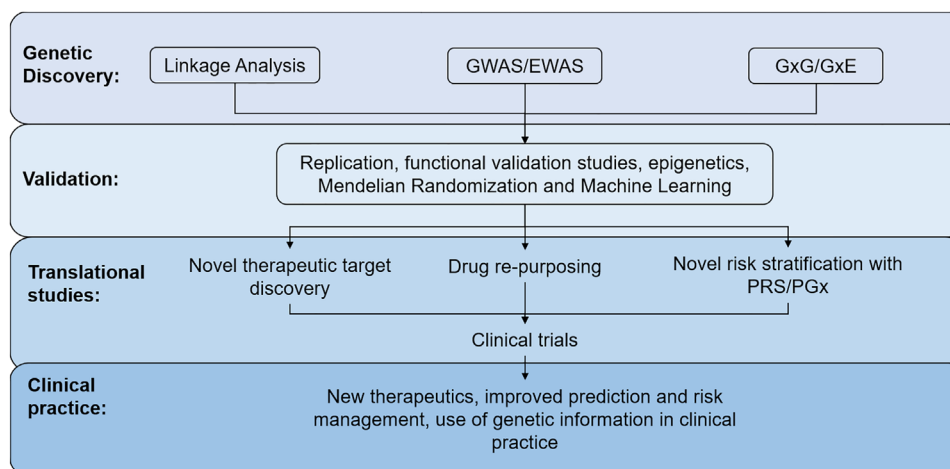 Genetic
Discovery:
Linkage Analysis
GWAS/EWAS
GxG/GxE
Validation:
Replication, functional validation studies, epigenetics,
Mendelian Randomization and Machine Learning
Translational
studies:
Novel therapeutic target
discovery
Drug re-purposing
Novel risk stratification with
PRS/PGx
Clinical trials
Clinical
practice:
New therapeutics, improved prediction and risk
management, use of genetic information in clinical
practice